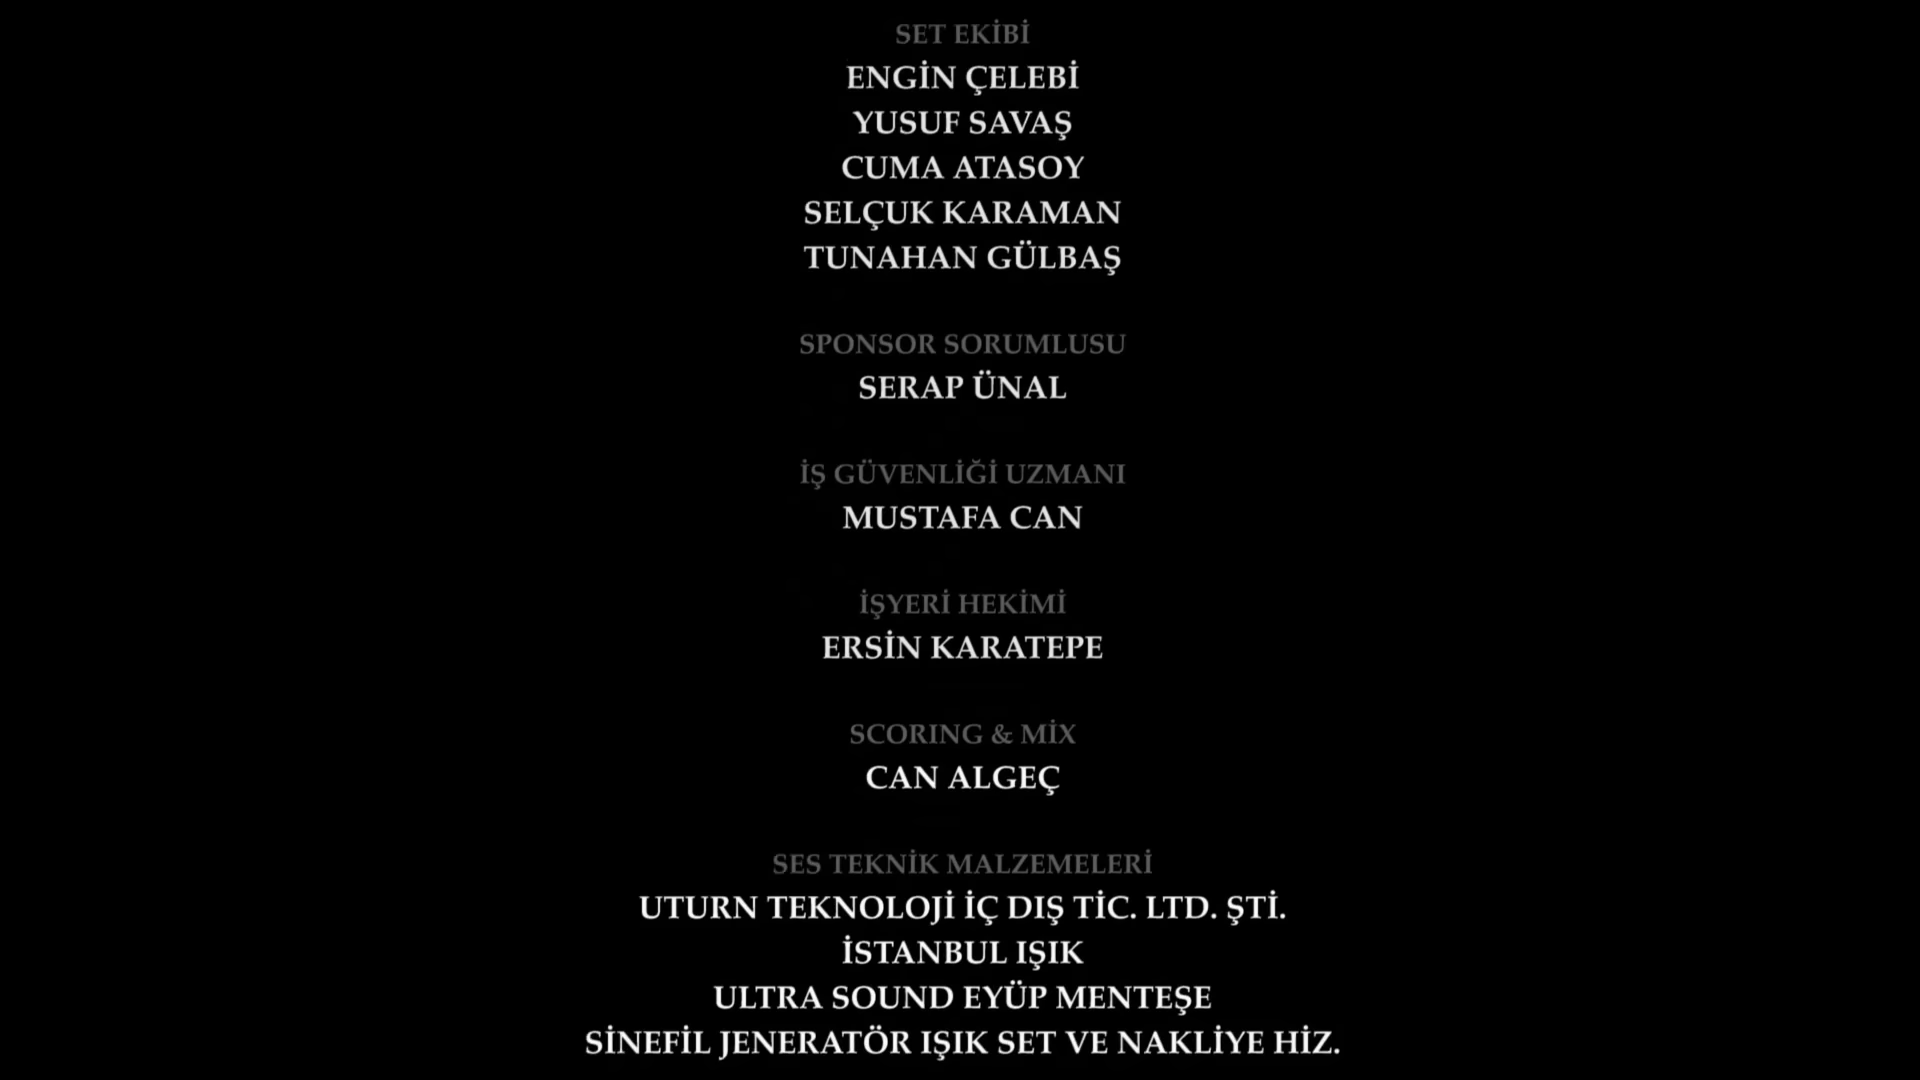 SET EKİBİ
ENGİN ÇELEBİ
YUSUF SAVAŞ
CUMA ATASOY
SELÇUK KARAMAN
TUNAHAN GÜLBAŞ
SPONSOR SORUMLUSU
SERAP ÜNAL
İŞ GÜVENLİĞİ UZMANI
MUSTAFA CAN
İŞYERİ HEKİMİ
ERSİN KARATEPE
SCORING & MİX
CAN ALGEÇ
SES TEKNİK MALZEMELERİ
UTURN TEKNOLOJİ İÇ DIŞ TİC. LTD. ŞTİ.
İSTANBUL IŞIK
ULTRA SOUND EYÜP MENTEŞE
SİNEFİL JENERATÖR IŞIK SET VE NAKLİYE HİZ.